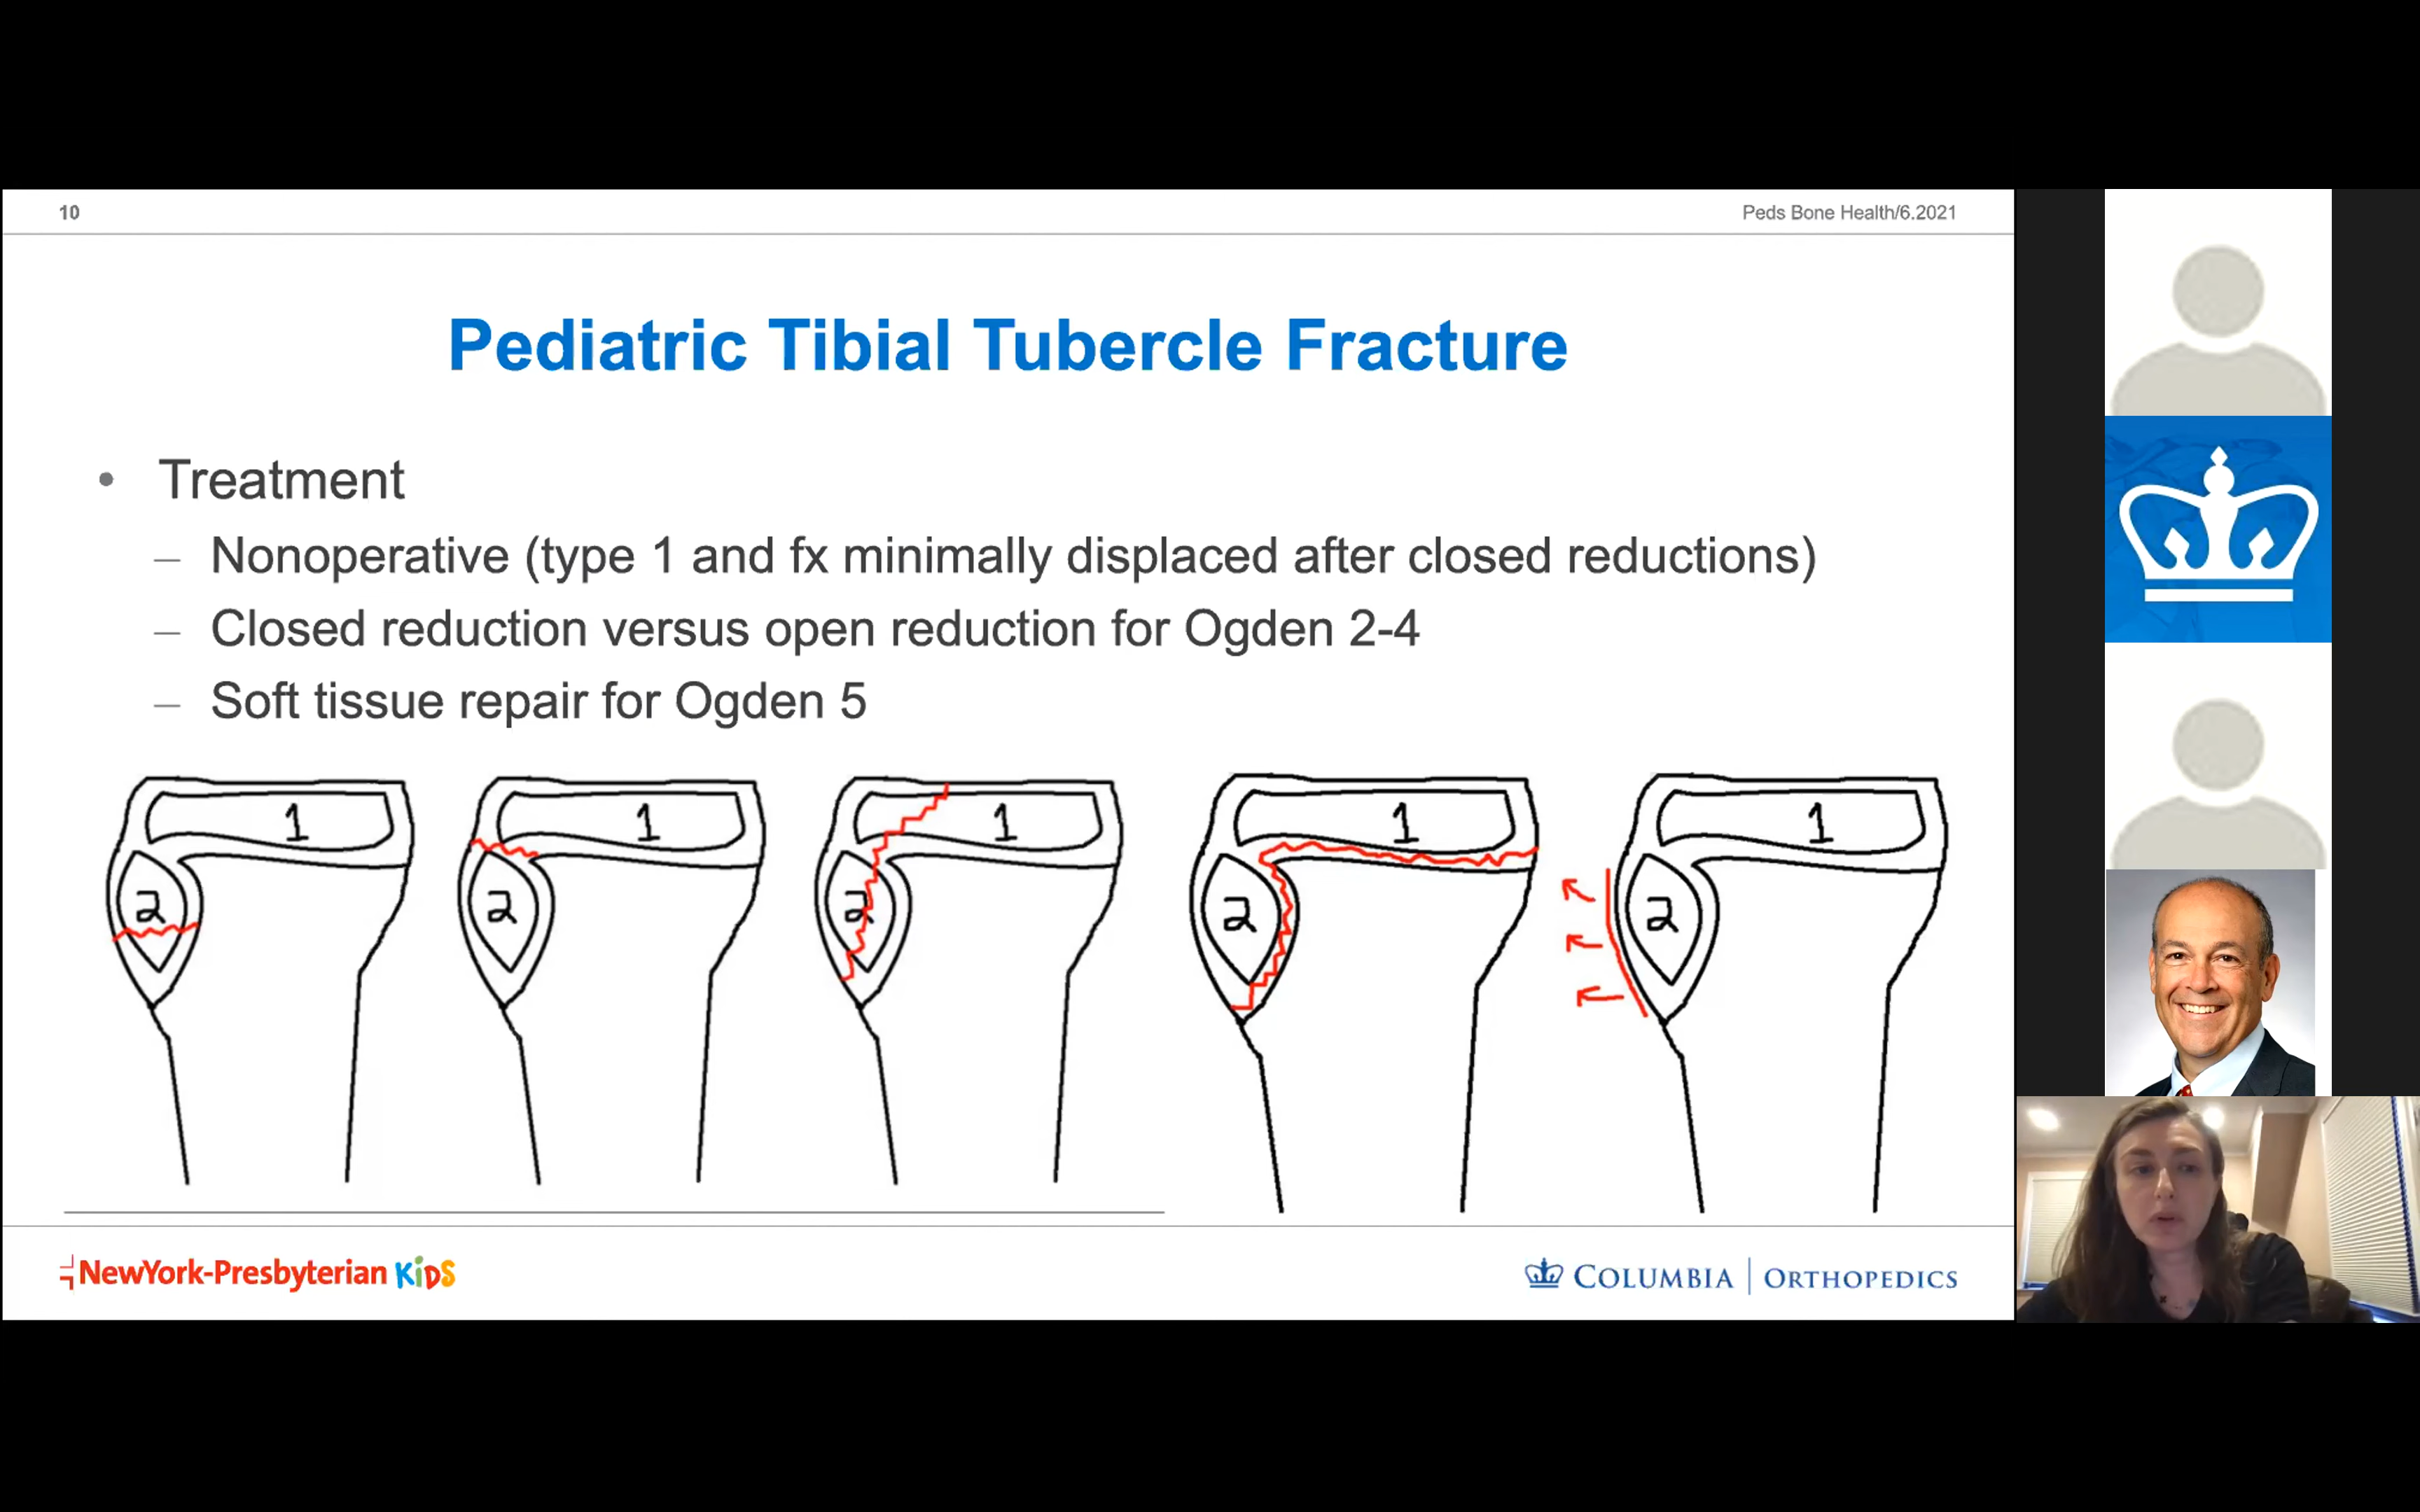 10
Peds Bone Health/6.2021
Pediatric Tibial Tubercle Fracture
• Treatment
– Nonoperative (type 1 and fx minimally displaced after closed reductions)
– Closed reduction versus open reduction for Ogden 2-4
– Soft tissue repair for Ogden 5
1 1 1 1 1
2 2 2 2 2
NewYork-Presbyterian KiDS
COLUMBIA | ORTHOPEDICS